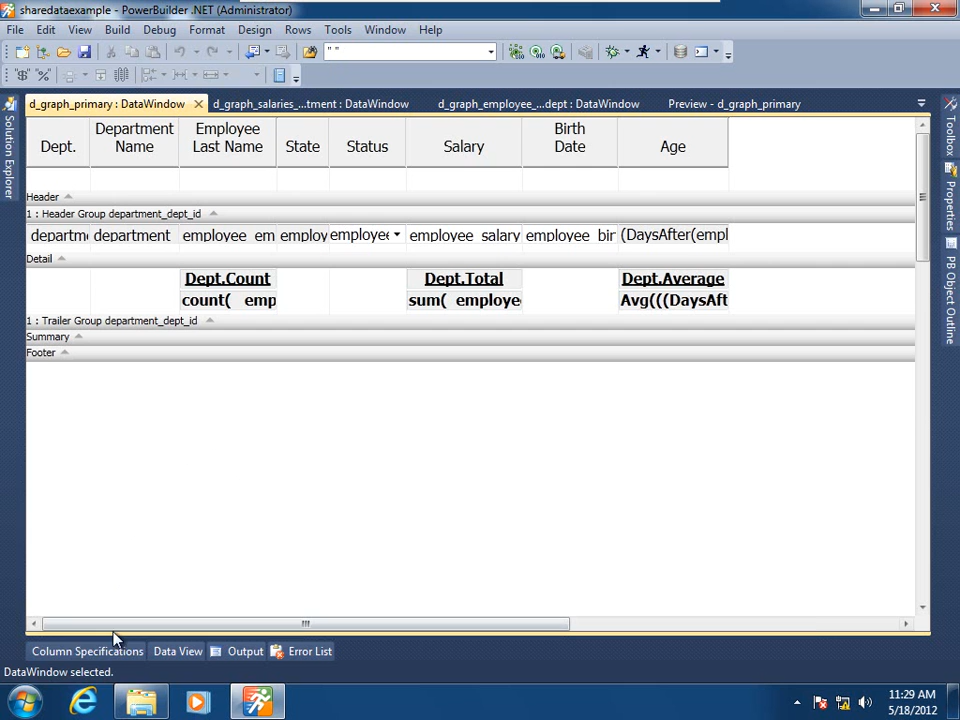 sharedataexample - PowerBuilder .NET (Administrator)
File Edit View Build Debug Format Design Rows Tools Window Help
" "
"$" %
d_graph_primary : DataWindow d_graph_salaries_...tment : DataWindow d_graph_employee_...dept : DataWindow Preview - d_graph_primary
Solution Explorer
Toolbox
Properties
PB Object Outline
Dept. Department Name Employee Last Name State Status Salary Birth Date Age
Header
1 : Header Group department_dept_id
departm department employee em employ employee employee salary employee bir (DaysAfter(empl
Detail
Dept.Count Dept.Total Dept.Average
count( emp sum( employe Avg(((DaysAft
1 : Trailer Group department_dept_id
Summary
Footer
Column Specifications Data View Output Error List
DataWindow selected.
11:29 AM
5/18/2012